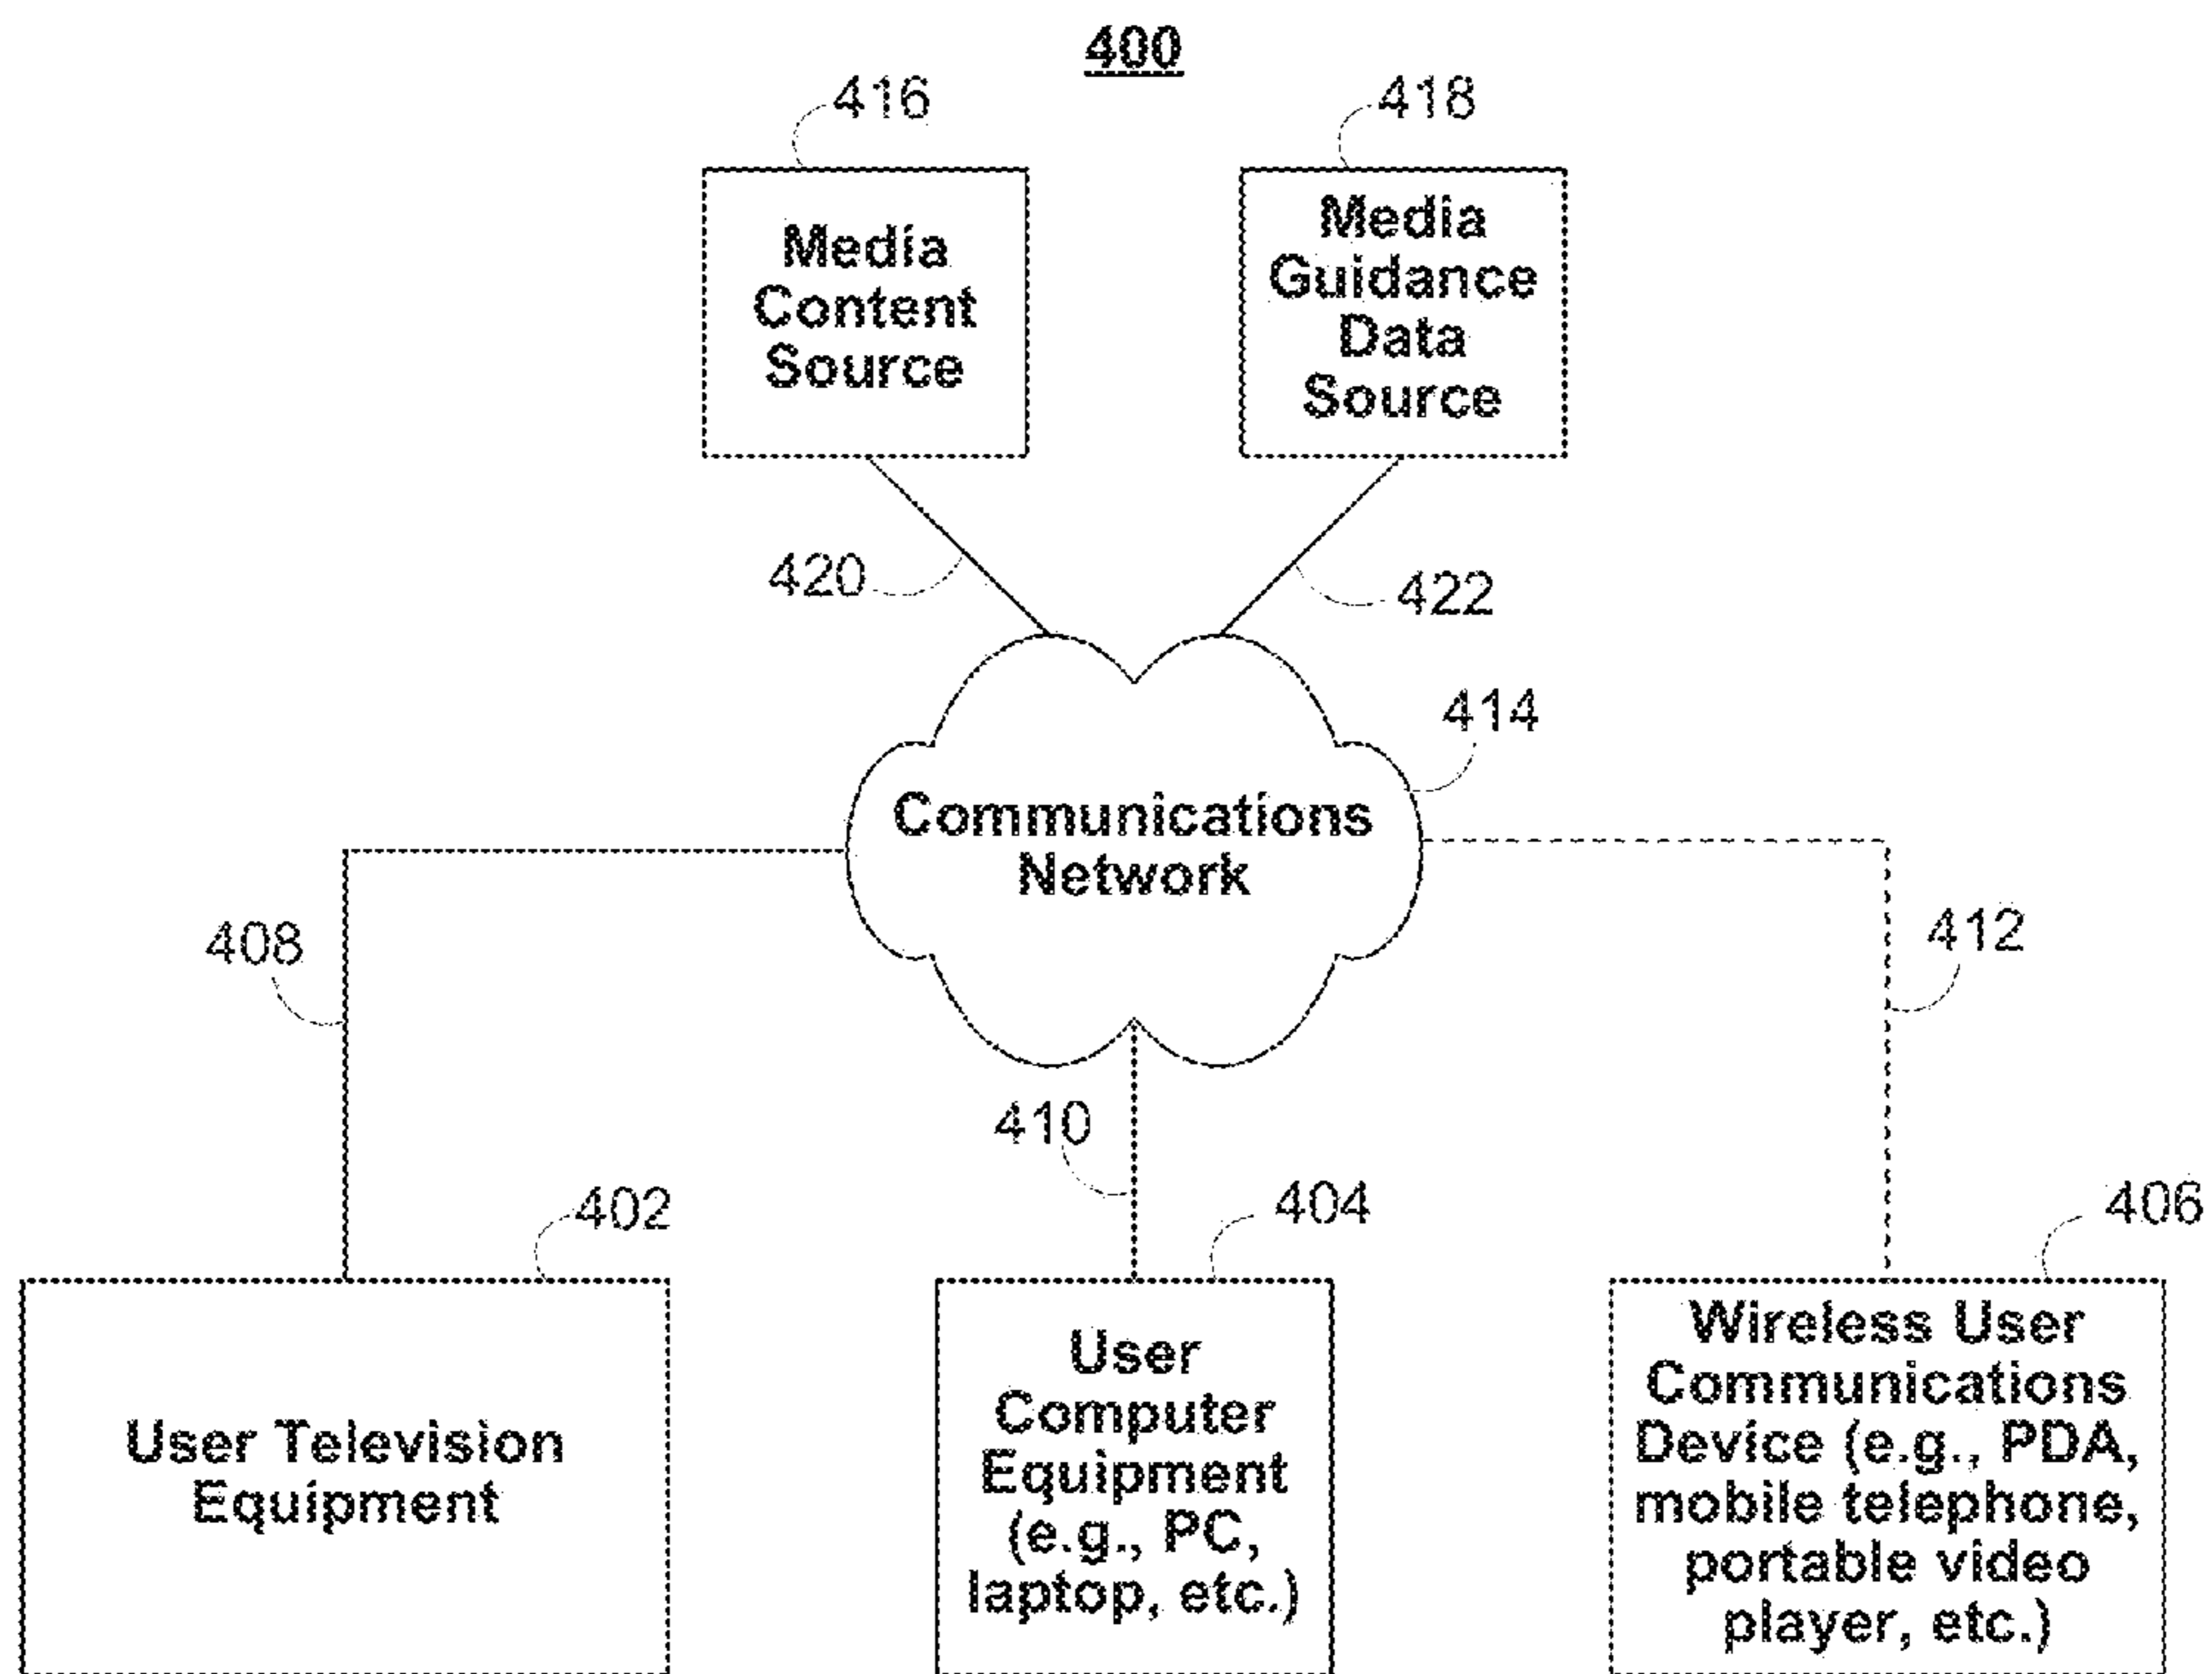 400
416
418
Media
Content
Source
Media
Guidance
Data
Source
420
422
414
Communications
Network
408
412
410
402
404
406
User Television
Equipment
User
Computer
Equipment
(e.g., PC,
laptop, etc.)
Wireless User
Communications
Device (e.g., PDA,
mobile telephone,
portable video
player, etc.)